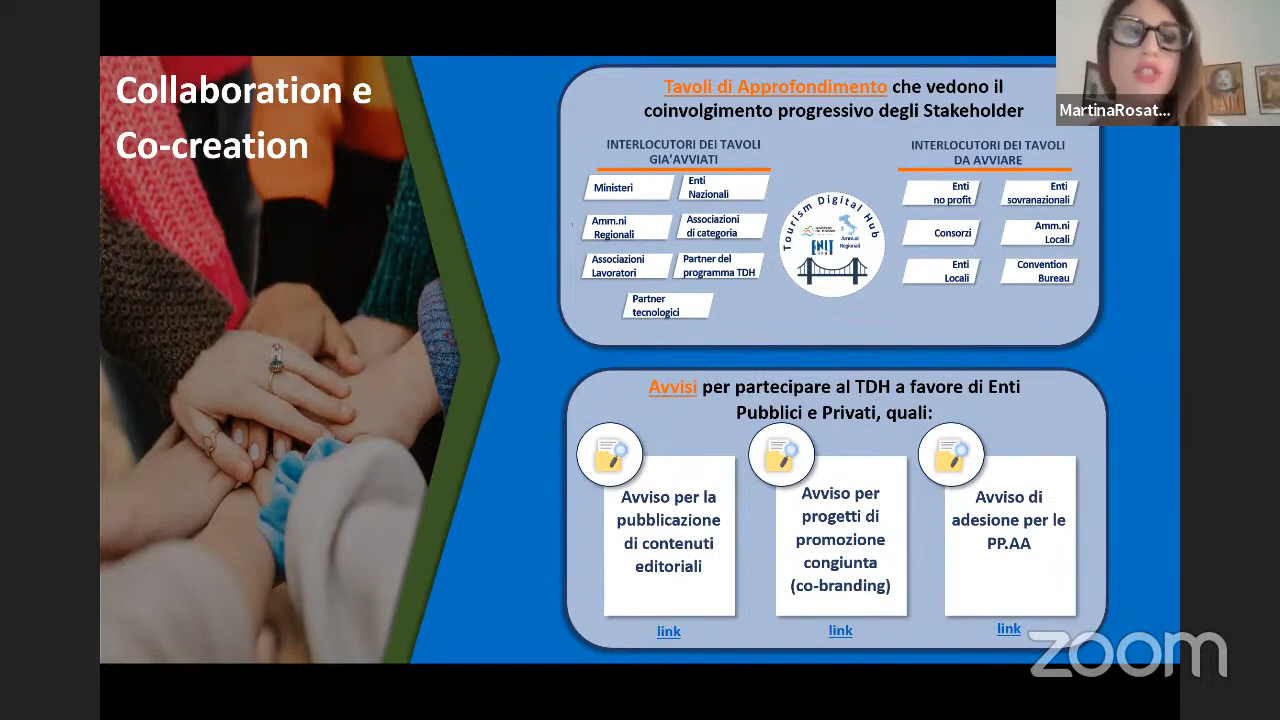 Collaboration e
Co-creation
Tavoli di Approfondimento che vedono il
coinvolgimento progressivo degli Stakeholder
INTERLOCUTORI DEI TAVOLI
GIA’AVVIATI
Ministeri
Enti
Nazionali
Amm.ni
Regionali
Associazioni
di categoria
Associazioni
Lavoratori
Partner del
programma TDH
Partner
tecnologici
Tourism Digital Hub
ENIT
Amm.ni
Regionali
INTERLOCUTORI DEI TAVOLI
DA AVVIARE
Enti
no profit
Enti
sovranazionali
Consorzi
Amm.ni
Locali
Enti
Locali
Convention
Bureau
MartinaRosat...
Avvisi per partecipare al TDH a favore di Enti
Pubblici e Privati, quali:
Avviso per la
pubblicazione
di contenuti
editoriali
link
Avviso per
progetti di
promozione
congiunta
(co-branding)
link
Avviso di
adesione per le
PP.AA
link
zoom